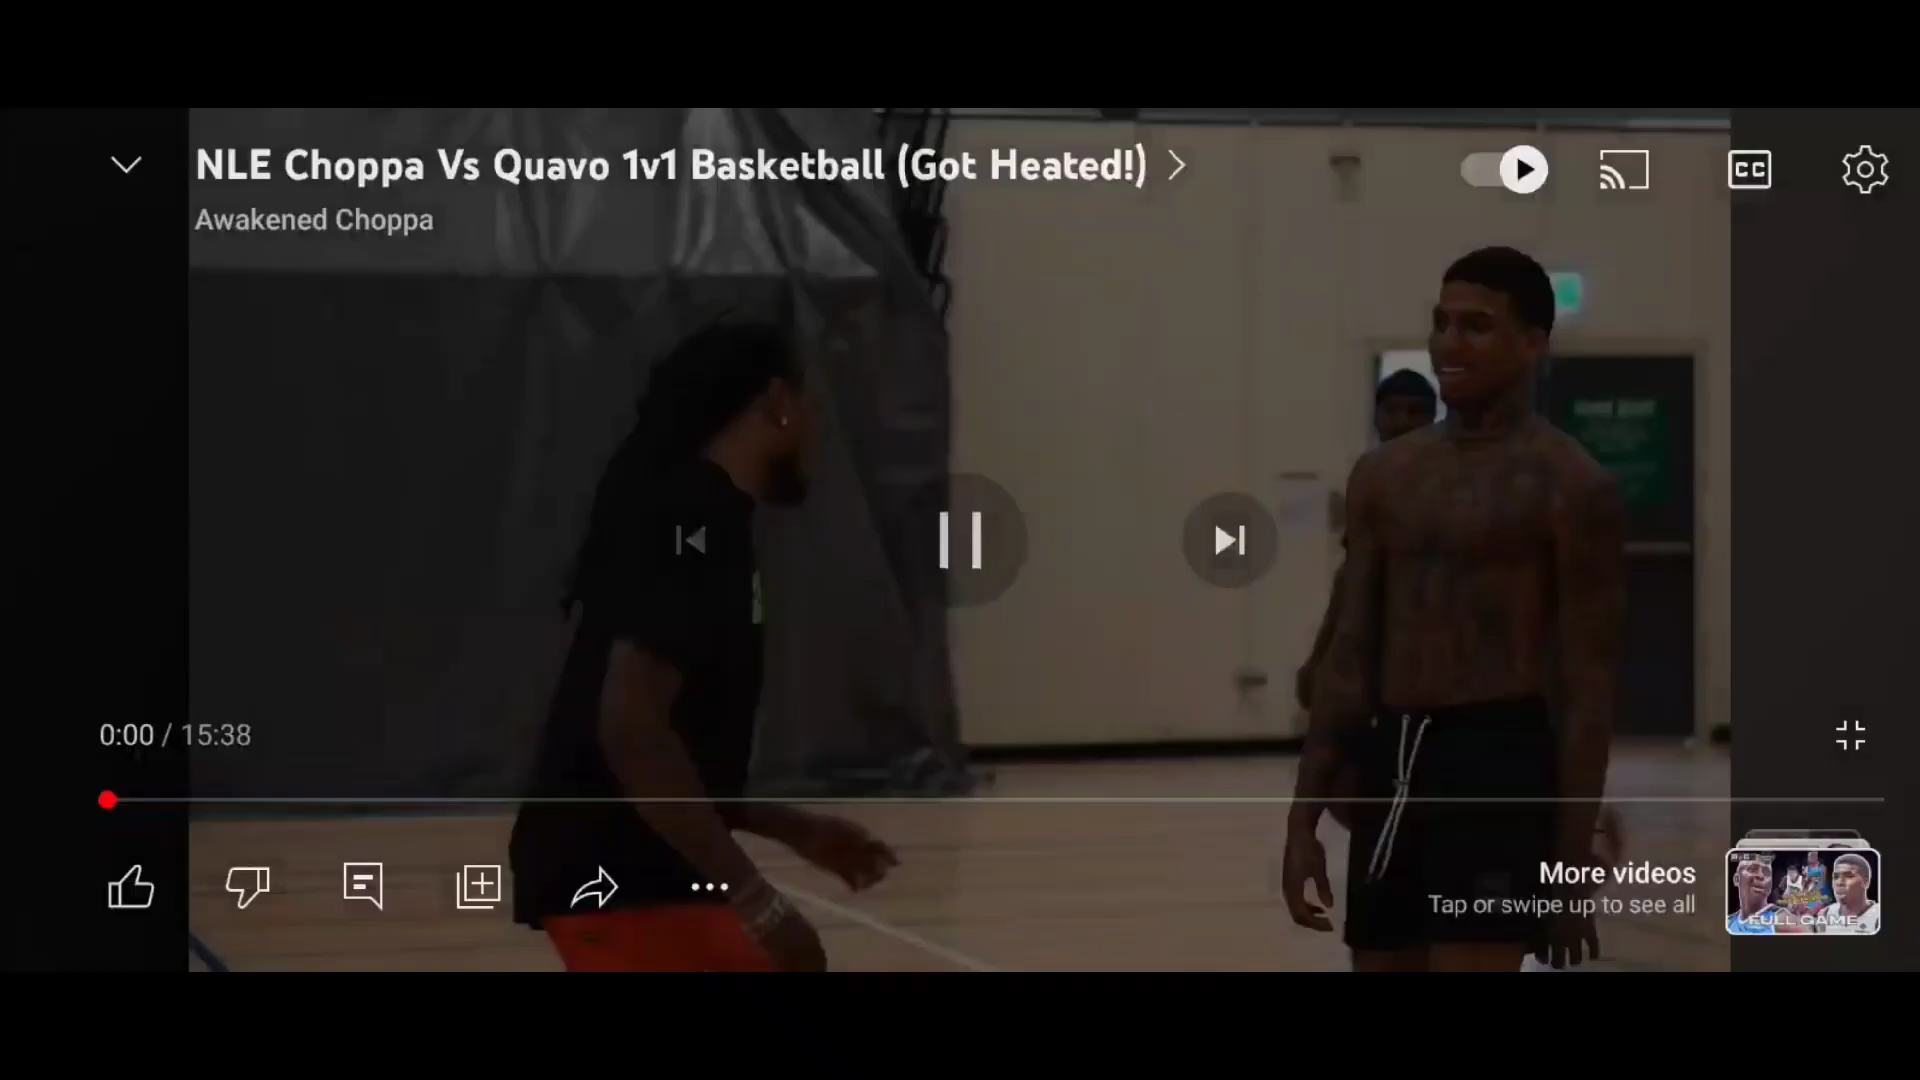 NLE Choppa Vs Quavo 1v1 Basketball (Got Heated!)
Awakened Choppa
CC
0:00 / 15:38
More videos
Tap or swipe up to see all
FULL GAME